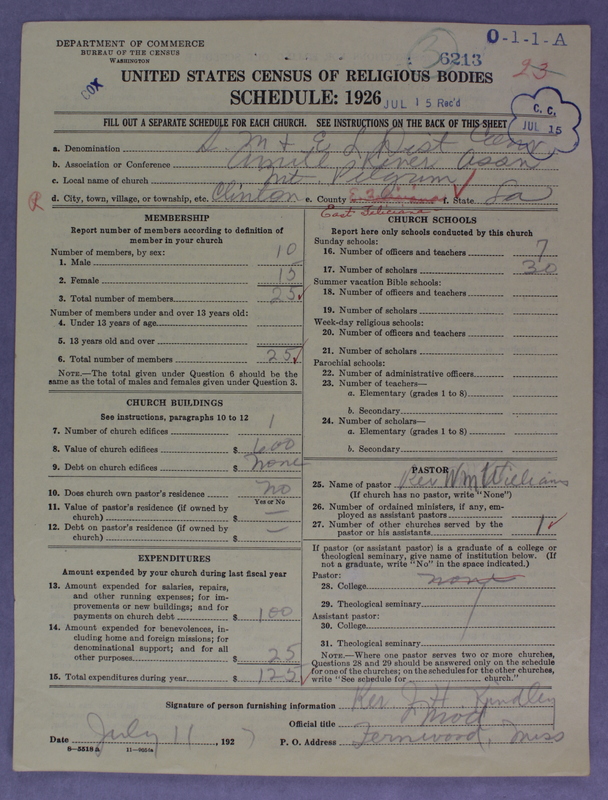 DEPARTMENT OF COMMERCE
BUREAU OF THE CENSUS
WASHINGTON
COX
6213
O-1-1-A
23
UNITED STATES CENSUS OF RELIGIOUS BODIES
SCHEDULE: 1926
JUL 15 Rec'd
C. C.
JUL 15
FILL OUT A SEPARATE SCHEDULE FOR EACH CHURCH. SEE INSTRUCTIONS ON THE BACK OF THIS SHEET
a. Denomination S. M & E L Dist Conv
b. Association or Conference Amite River Assn
c. Local name of church Mt. Pilgrim
d. City, town, village, or township, etc. Clinton e. County E. Feliciana f. State La
East Feliciana
MEMBERSHIP
Report number of members according to definition of member in your church
Number of members, by sex:
1. Male 10
2. Female 15
3. Total number of members 25
Number of members under and over 13 years old:
4. Under 13 years of age
5. 13 years old and over
6. Total number of members 25
NOTE.—The total given under Question 6 should be the same as the total of males and females given under Question 3.
CHURCH BUILDINGS
See instructions, paragraphs 10 to 12
7. Number of church edifices 1
8. Value of church edifices $ 600
9. Debt on church edifices $ none
10. Does church own pastor's residence no
Yes or No
11. Value of pastor's residence (if owned by church) $ —
12. Debt on pastor's residence (if owned by church) $ —
EXPENDITURES
Amount expended by your church during last fiscal year
13. Amount expended for salaries, repairs, and other running expenses; for improvements or new buildings; and for payments on church debt $ 100
14. Amount expended for benevolences, including home and foreign missions; for denominational support; and for all other purposes $ 25
15. Total expenditures during year $ 125
CHURCH SCHOOLS
Report here only schools conducted by this church
Sunday schools:
16. Number of officers and teachers 7
17. Number of scholars 30
Summer vacation Bible schools:
18. Number of officers and teachers
19. Number of scholars
Week-day religious schools:
20. Number of officers and teachers
21. Number of scholars
Parochial schools:
22. Number of administrative officers
23. Number of teachers—
a. Elementary (grades 1 to 8)
b. Secondary
24. Number of scholars—
a. Elementary (grades 1 to 8)
b. Secondary
PASTOR
25. Name of pastor Rev. Wm Williams
(If church has no pastor, write "None")
26. Number of ordained ministers, if any, employed as assistant pastors
27. Number of other churches served by the pastor or his assistants 1
If pastor (or assistant pastor) is a graduate of a college or theological seminary, give name of institution below. (If not a graduate, write "No" in the space indicated.)
Pastor:
28. College none
29. Theological seminary
Assistant pastor:
30. College
31. Theological seminary
NOTE.—Where one pastor serves two or more churches, Questions 28 and 29 should be answered only on the schedule for one of the churches; on the schedules for the other churches, write "See schedule for church."
Signature of person furnishing information Rev. J. H.
Official title Mod
Date July 11, 1927 P. O. Address Fernwood, Miss